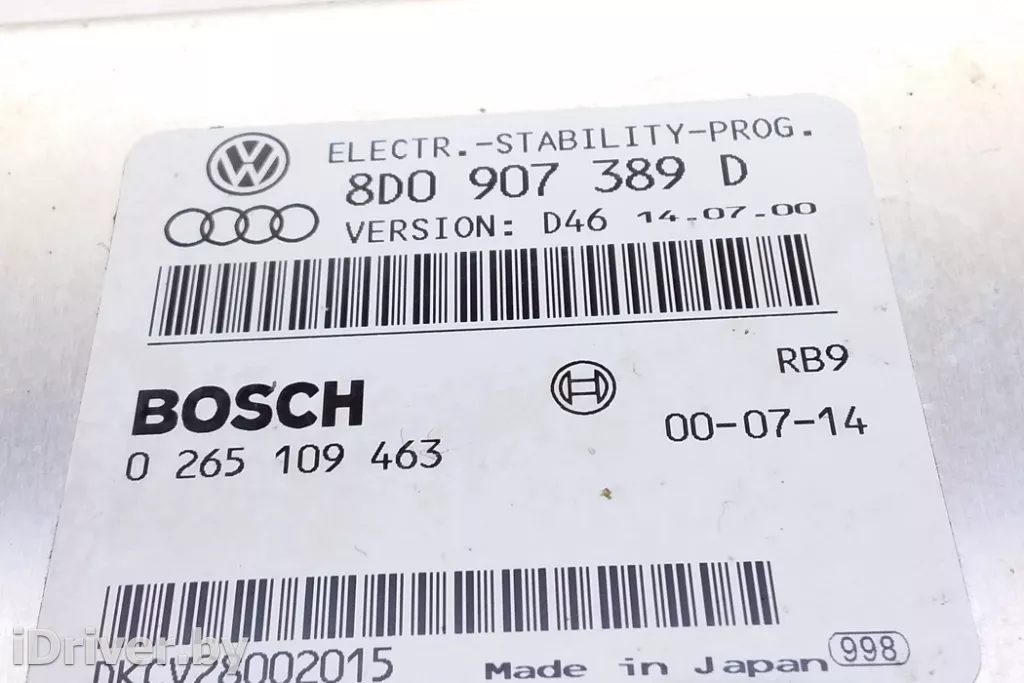 ELECTR.-STABILITY-PROG.
8D0 907 389 D
VERSION: D46 14.07.00
BOSCH
RB9
00-07-14
0 265 109 463
DKCV28002015
Made in Japan 998
iDriver.by